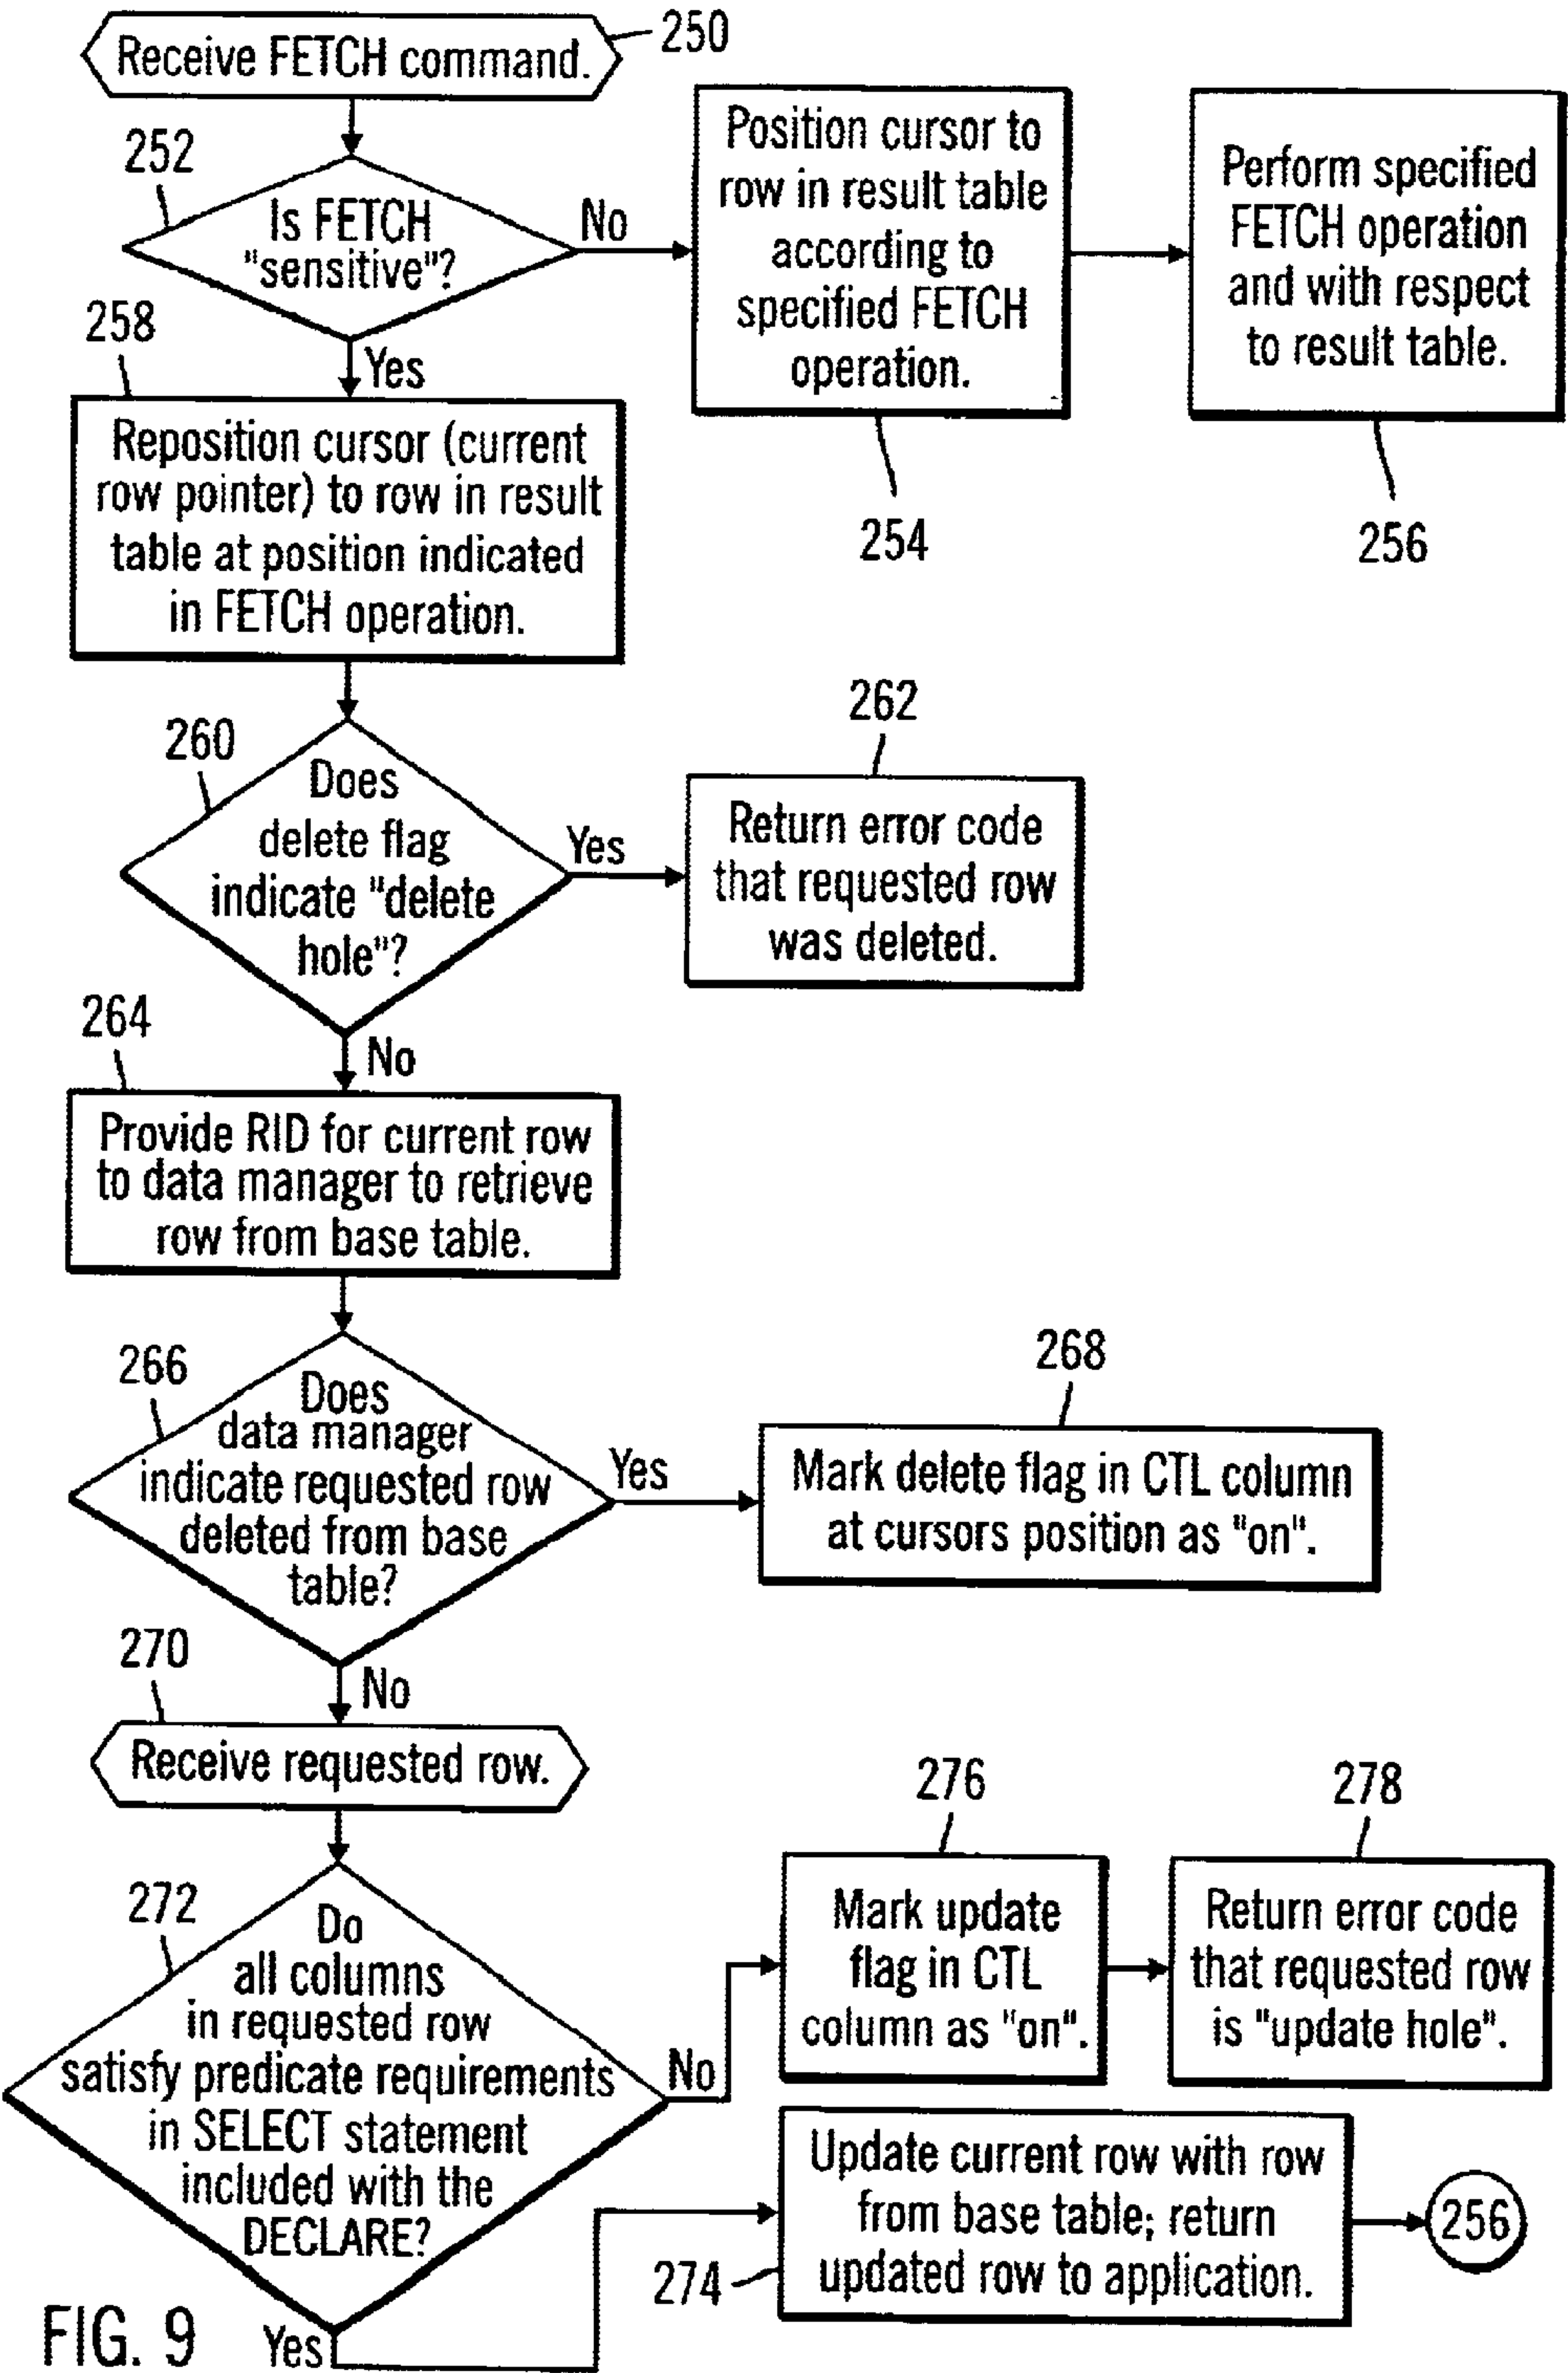 Receive FETCH command.
250
252
Is FETCH
"sensitive"?
No
Position cursor to
row in result table
according to
specified FETCH
operation.
254
Perform specified
FETCH operation
and with respect
to result table.
256
Yes
258
Reposition cursor (current
row pointer) to row in result
table at position indicated
in FETCH operation.
260
Does
delete flag
indicate "delete
hole"?
Yes
262
Return error code
that requested row
was deleted.
No
264
Provide RID for current row
to data manager to retrieve
row from base table.
266
Does
data manager
indicate requested row
deleted from base
table?
Yes
268
Mark delete flag in CTL column
at cursors position as "on".
No
270
Receive requested row.
272
Do
all columns
in requested row
satisfy predicate requirements
in SELECT statement
included with the
DECLARE?
No
276
Mark update
flag in CTL
column as "on".
278
Return error code
that requested row
is "update hole".
Yes
274
Update current row with row
from base table; return
updated row to application.
256
FIG. 9